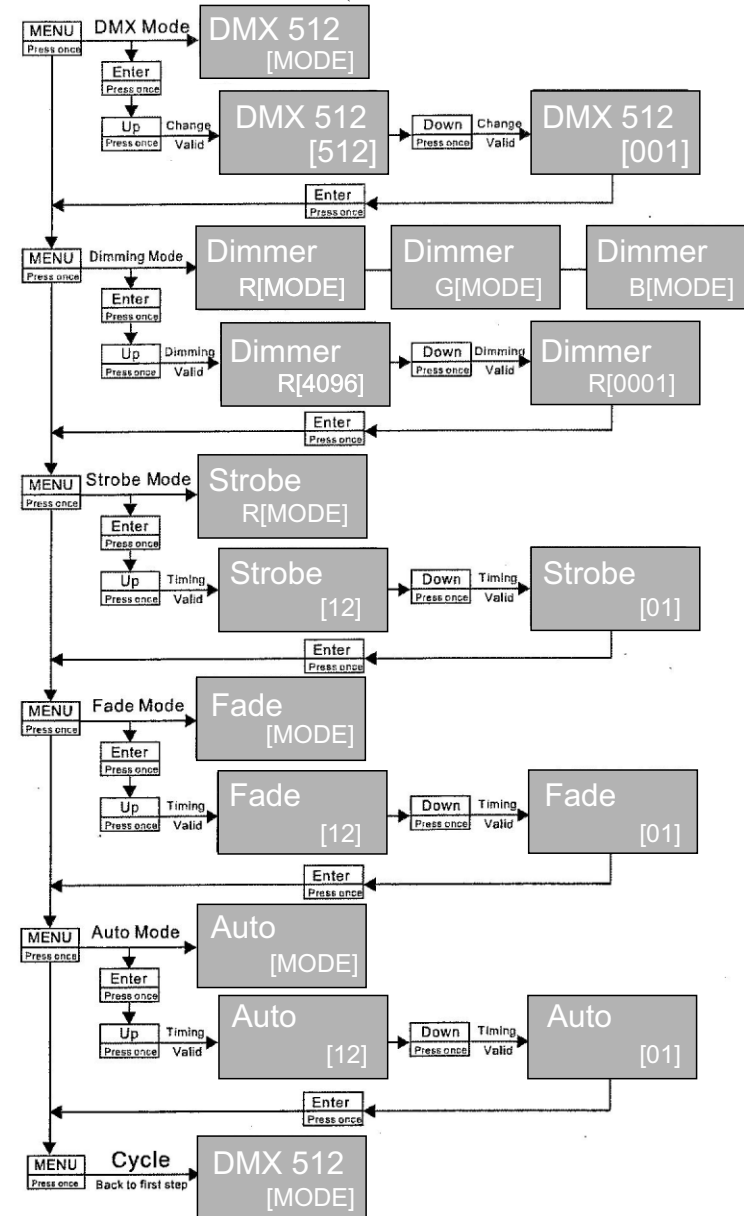 MENU
Press once
DMX Mode
DMX 512
[MODE]
Enter
Press once
Up
Press once
Change
Valid
DMX 512
[512]
Down
Press once
Change
Valid
DMX 512
[001]
Enter
Press once
MENU
Press once
Dimming Mode
Dimmer
R[MODE]
Dimmer
G[MODE]
Dimmer
B[MODE]
Enter
Press once
Up
Press once
Dimming
Valid
Dimmer
R[4096]
Down
Press once
Dimming
Valid
Dimmer
R[0001]
Enter
Press once
MENU
Press once
Strobe Mode
Strobe
R[MODE]
Enter
Press once
Up
Press once
Timing
Valid
Strobe
[12]
Down
Press once
Timing
Valid
Strobe
[01]
Enter
Press once
MENU
Press once
Fade Mode
Fade
[MODE]
Enter
Press once
Up
Press once
Timing
Valid
Fade
[12]
Down
Press once
Timing
Valid
Fade
[01]
Enter
Press once
MENU
Press once
Auto Mode
Auto
[MODE]
Enter
Press once
Up
Press once
Timing
Valid
Auto
[12]
Down
Press once
Timing
Valid
Auto
[01]
Enter
Press once
MENU
Press once
Cycle
Back to first step
DMX 512
[MODE]